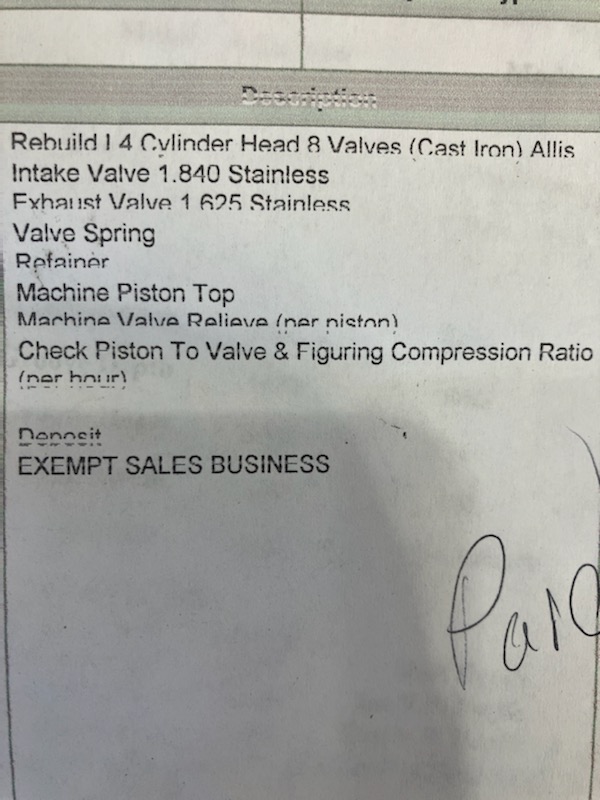 Description
Rebuild I 4 Cylinder Head 8 Valves (Cast Iron) Allis
Intake Valve 1.840 Stainless
Exhaust Valve 1.625 Stainless
Valve Spring
Retainer
Machine Piston Top
Machine Valve Relieve (per piston)
Check Piston To Valve & Figuring Compression Ratio
(per hour)
Deposit
EXEMPT SALES BUSINESS
Paid